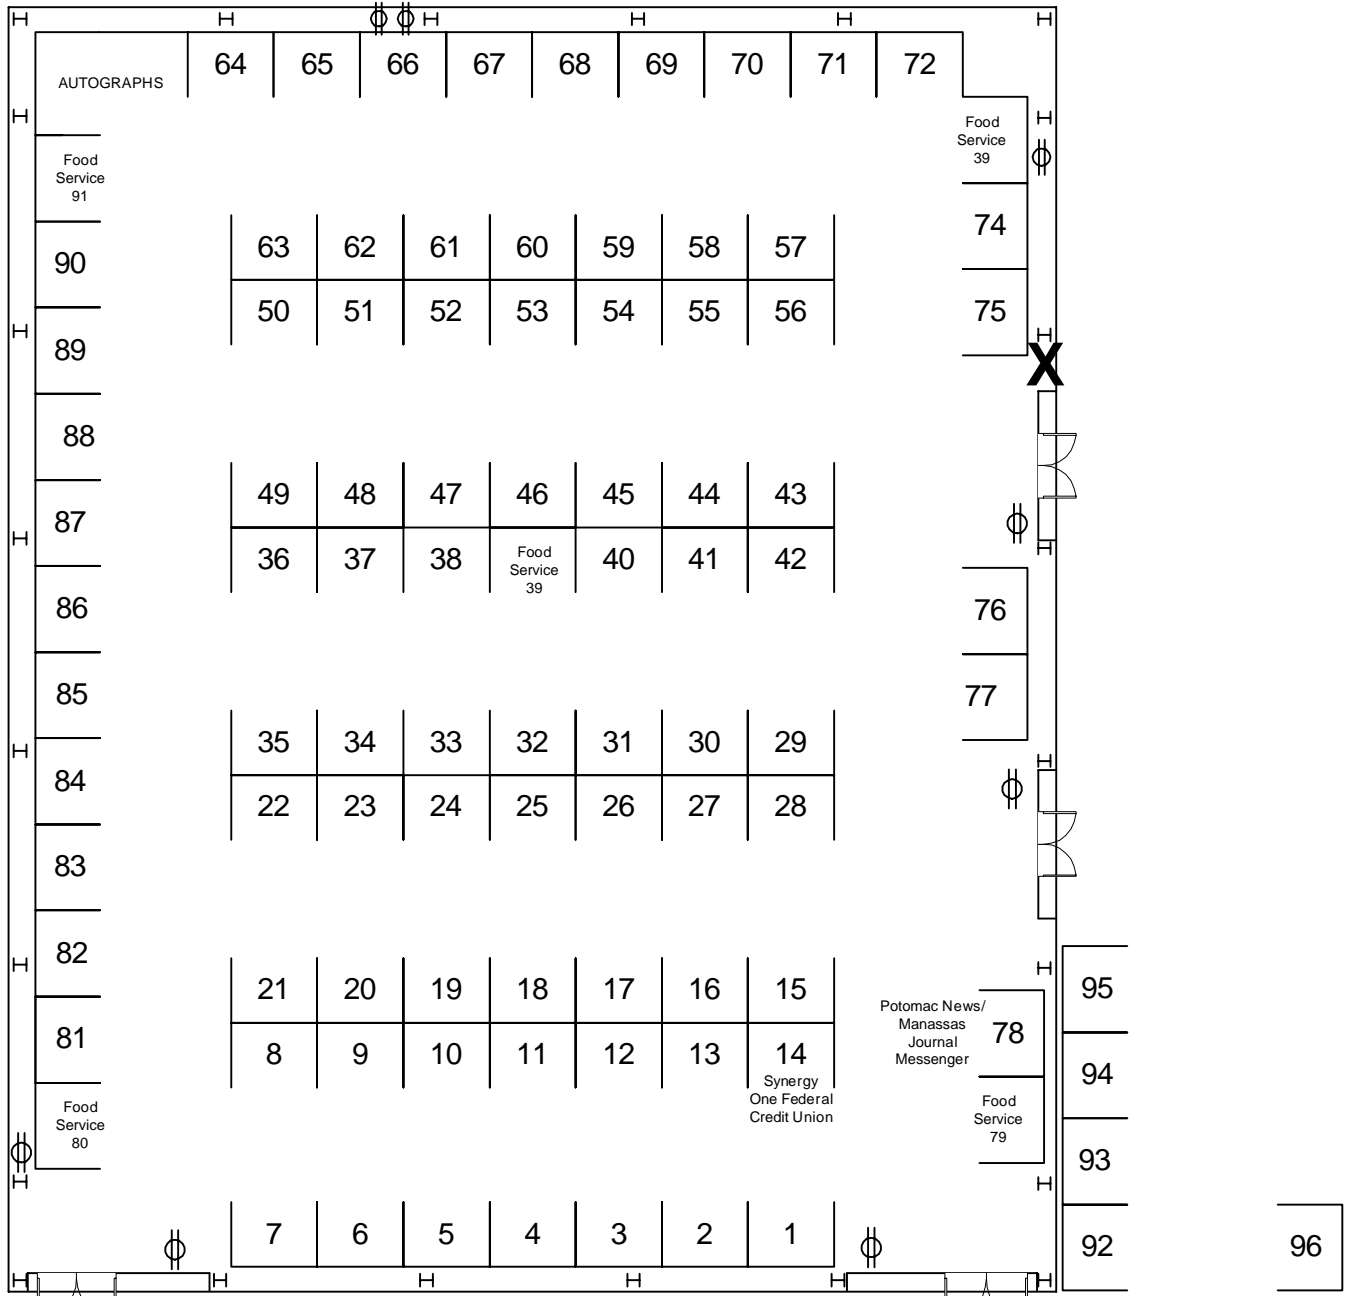 64 65 66 67 68 69 70 71 72
AUTOGRAPHS
Food
Service
39
Food
Service
91
74
63 62 61 60 59 58 57
90
50 51 52 53 54 55 56
75
89
X
88
49 48 47 46 45 44 43
87
36 37 38
Food
Service
39
40 41 42
86
76
85
77
35 34 33 32 31 30 29
84
22 23 24 25 26 27 28
83
82
21 20 19 18 17 16 15
95
Potomac News/
Manassas
Journal
Messenger
78
81
8 9 10 11 12 13 14
Synergy
One Federal
Credit Union
94
Food
Service
80
Food
Service
79
93
7 6 5 4 3 2 1
92
96